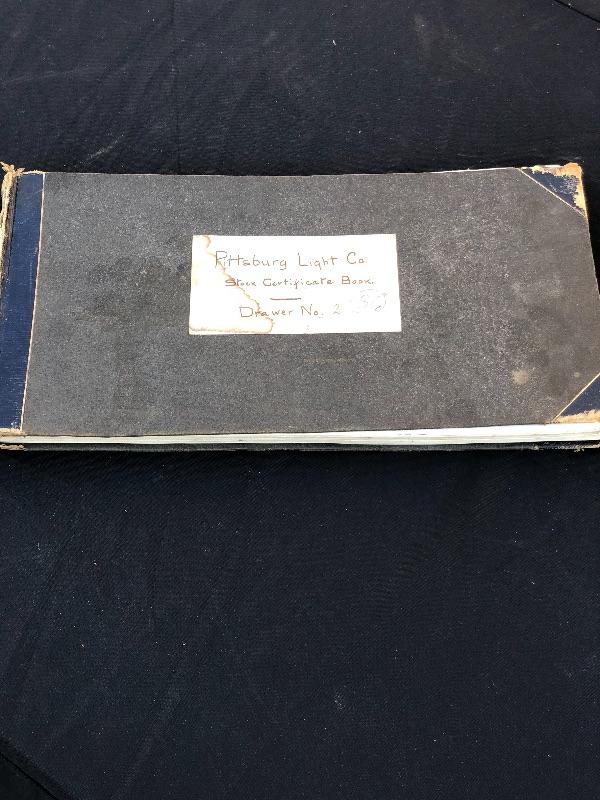 Pittsburg Light Co.
Stock Certificate Book.
Drawer No. 2